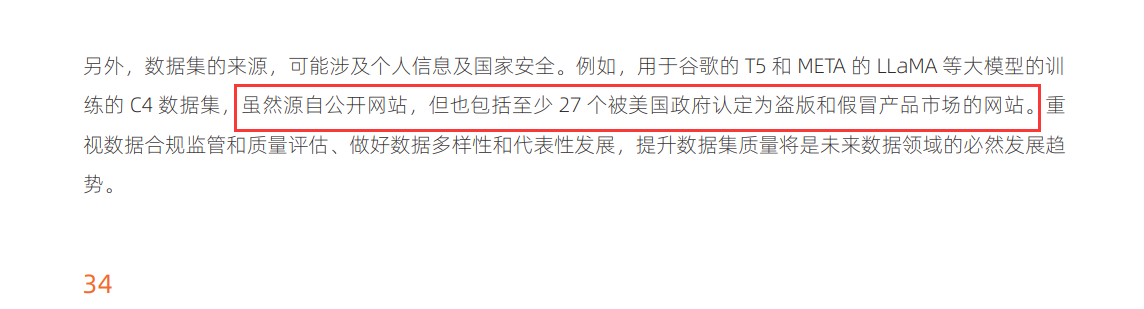 另外，数据集的来源，可能涉及个人信息及国家安全。例如，用于谷歌的 T5 和 META 的 LLaMA 等大模型的训
练的 C4 数据集，虽然源自公开网站，但也包括至少 27 个被美国政府认定为盗版和假冒产品市场的网站。重
视数据合规监管和质量评估、做好数据多样性和代表性发展，提升数据集质量将是未来数据领域的必然发展趋
势。
34